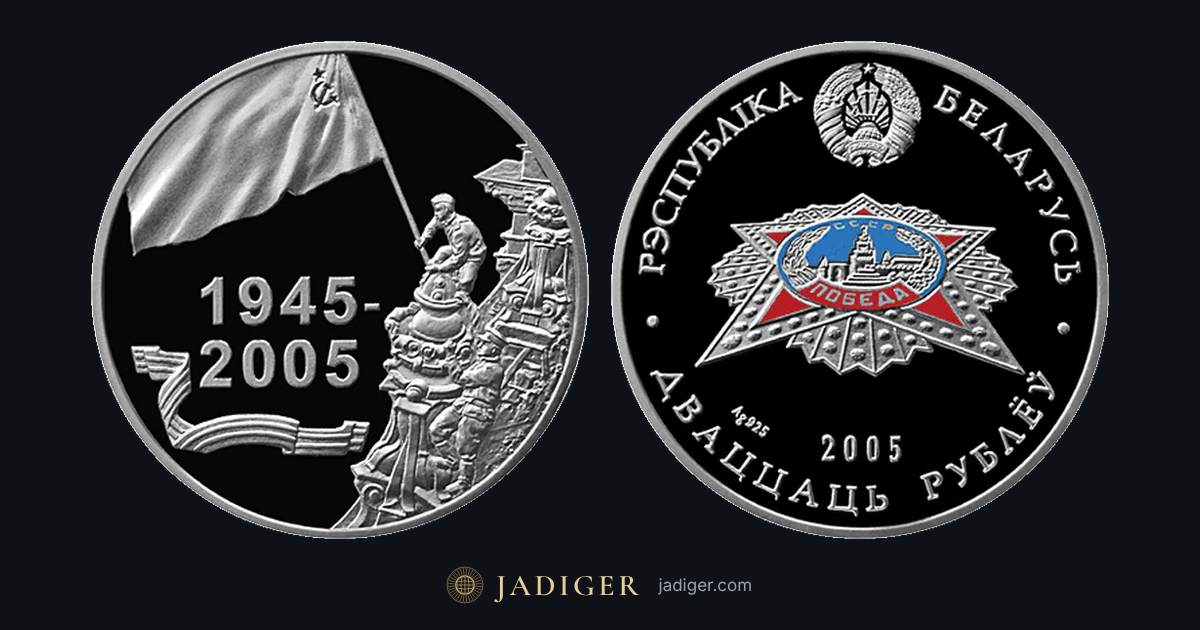 1945-
2005
РЭСПУБЛІКА БЕЛАРУСЬ
СССР
ПОБЕДА
Ag925
2005
ДВАЦЦАЦЬ РУБЛЁЎ
JADIGER jadiger.com